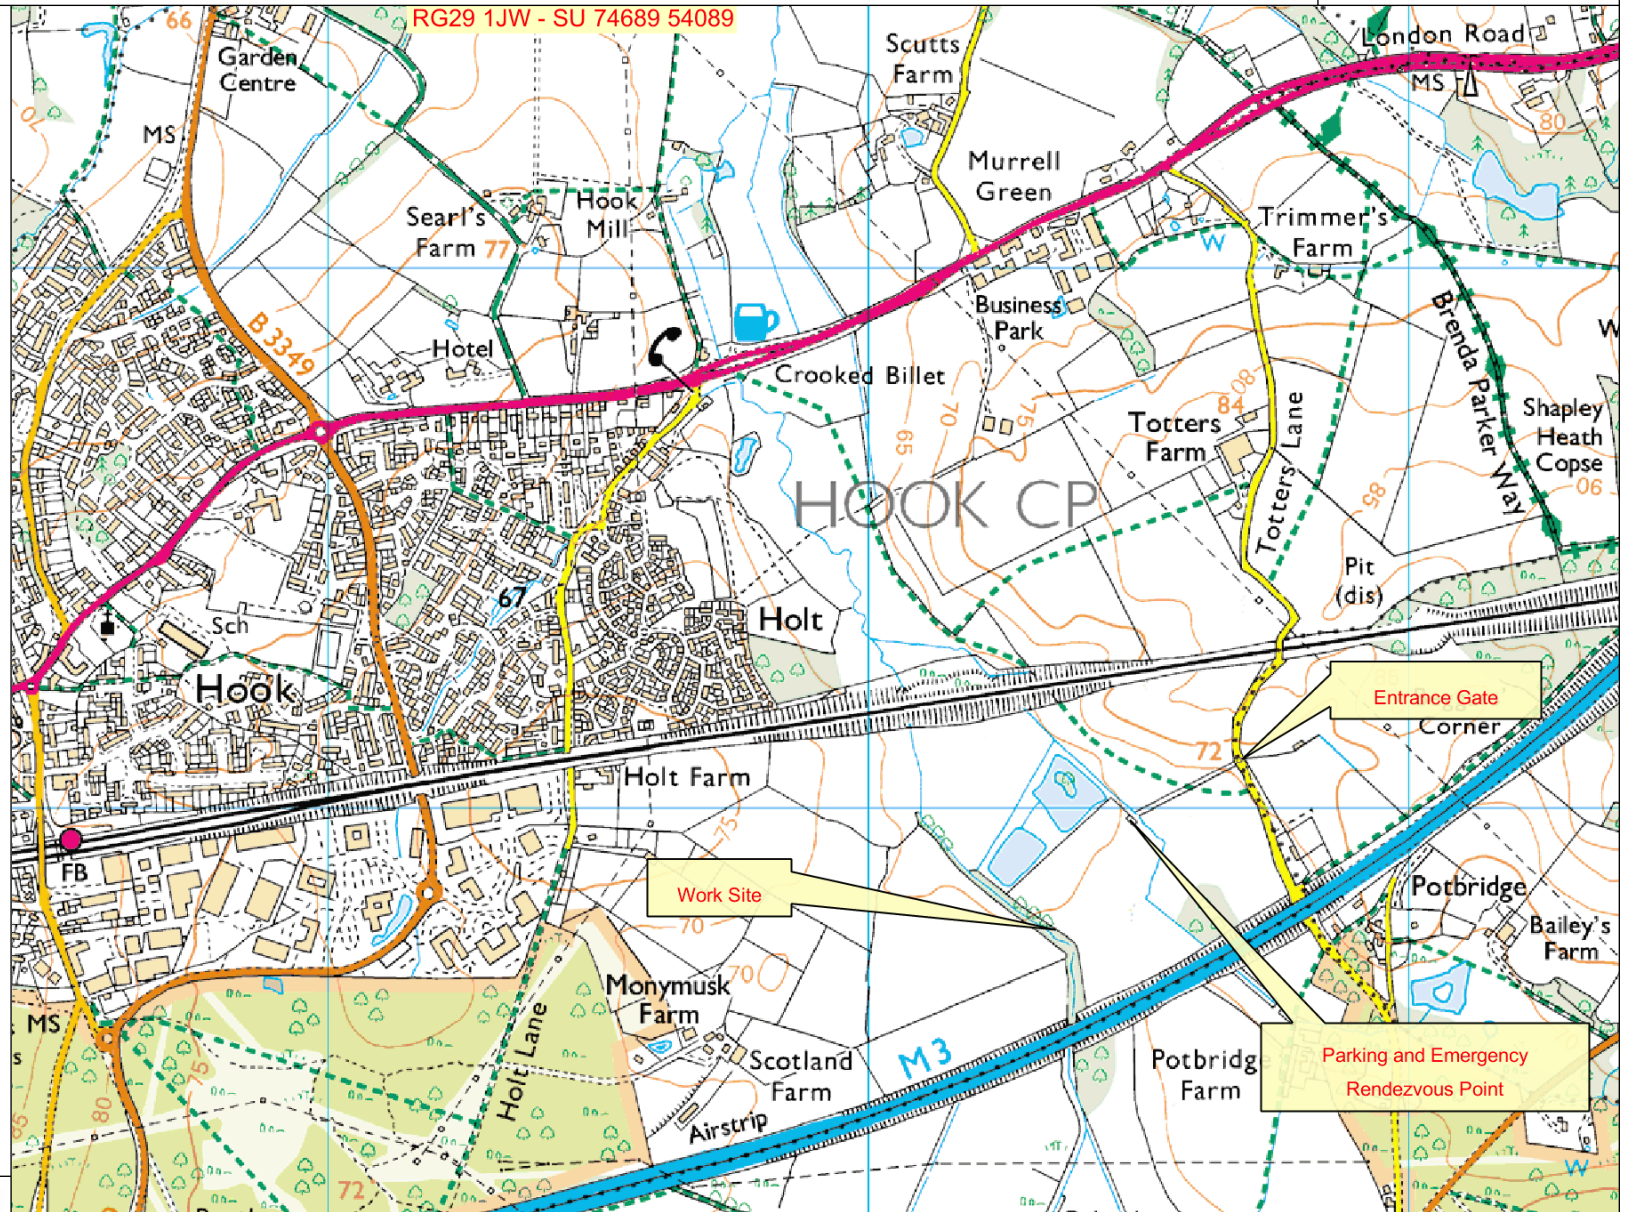 RG29 1JW - SU 74689 54089
66
Garden
Centre
Scutts
Farm
London Road
MS
70
MS
80
Murrell
Green
Hook
Mill
Searl's
Farm
77
W
Trimmer's
Farm
B 3349
Business
Park
Brenda Parker Way
W
Hotel
Crooked Billet
80
84
70
75
65
Totters
Farm
Totters Lane
Shapley
Heath
Copse
90
85
HOOK CP
Pit
(dis)
67
Holt
Sch
Hook
Entrance Gate
Corner
72
Holt Farm
75
FB
Work Site
70
Potbridge
Bailey's
Farm
70
Monymusk
Farm
MS
s
Holt Lane
Scotland
Farm
M 3
Potbridge
Farm
Parking and Emergency
Rendezvous Point
75
80
85
Airstrip
72
W